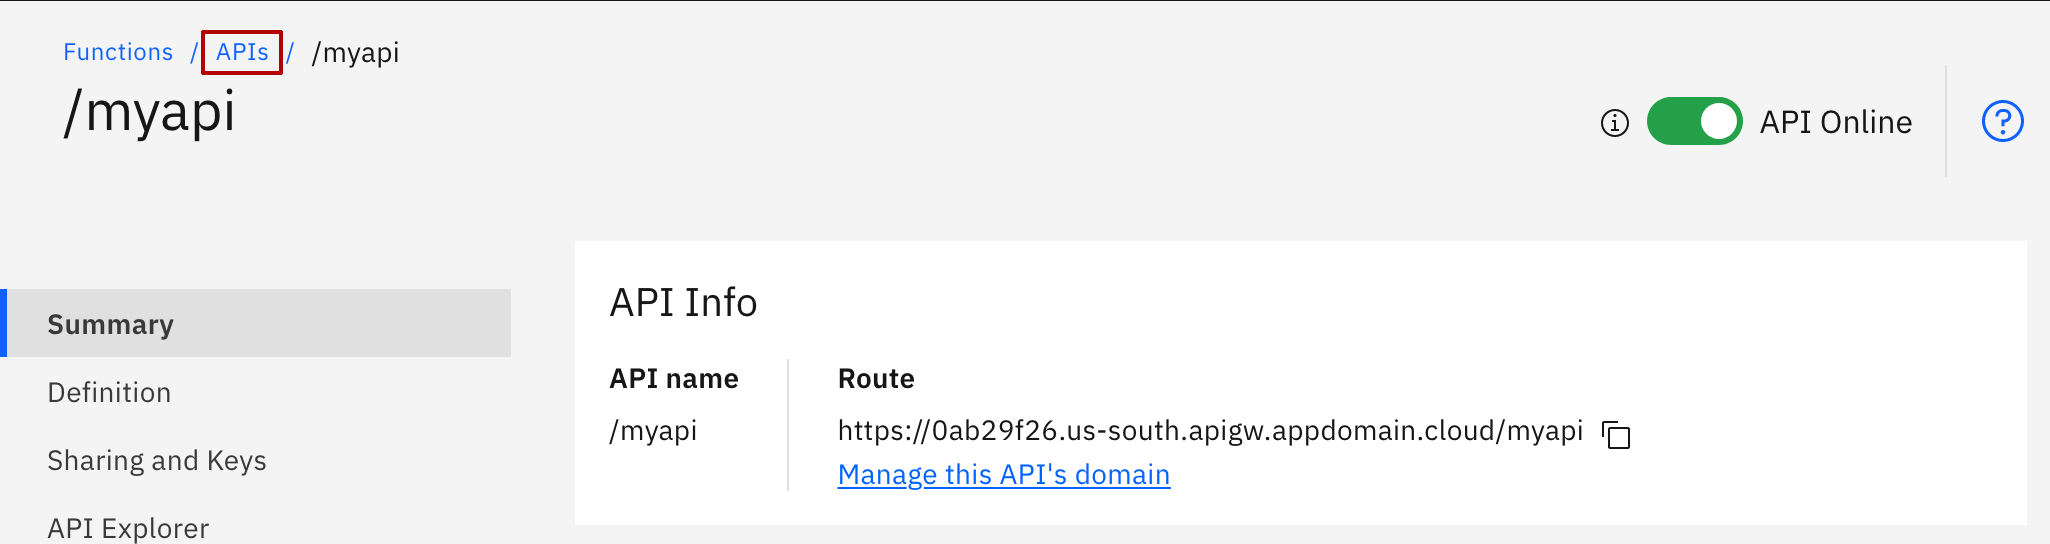 Functions / APIs / /myapi
/myapi
API Online
Summary
Definition
Sharing and Keys
API Explorer
API Info
API name
/myapi
Route
https://0ab29f26.us-south.apigw.appdomain.cloud/myapi
Manage this API's domain